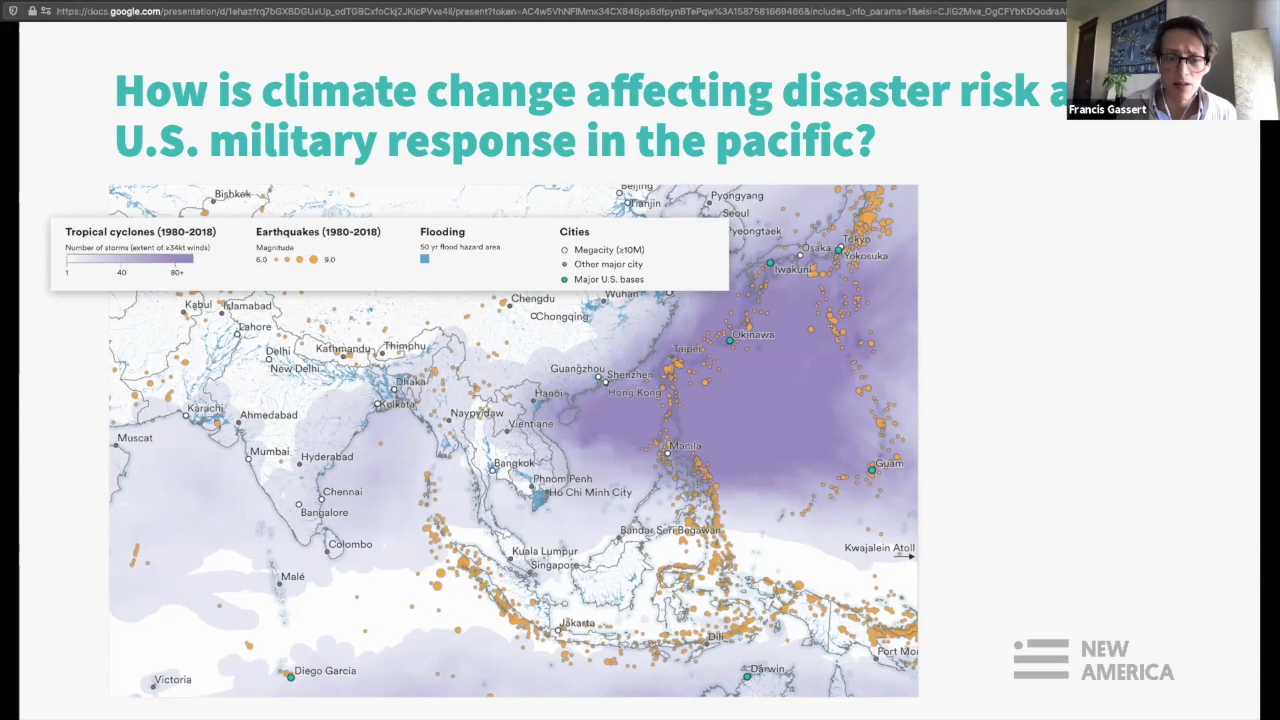 How is climate change affecting disaster risk a
U.S. military response in the pacific?
Francis Gassert
Tropical cyclones (1980-2018)
Number of storms (extent of ≥34kt winds)
1 40 80+
Earthquakes (1980-2018)
Magnitude
6.0 9.0
Flooding
50 yr flood hazard area
Cities
Megacity (≥10M)
Other major city
Major U.S. bases
Bishkek
Beijing
Tianjin
Pyongyang
Seoul
Pyeongtaek
Tokyo
Osaka
Yokosuka
Iwakuni
Kabul
Islamabad
Chengdu
Wuhan
Chongqing
Lahore
Okinawa
Delhi
Kathmandu
Thimphu
Taipei
New Delhi
Guangzhou
Shenzhen
Dhaka
Hong Kong
Hanoi
Karachi
Kolkata
Ahmedabad
Naypyidaw
Vientiane
Muscat
Manila
Mumbai
Hyderabad
Bangkok
Guam
Phnom Penh
Chennai
Ho Chi Minh City
Bangalore
Bandar Seri Begawan
Colombo
Kuala Lumpur
Kwajalein Atoll
Singapore
Malé
Jakarta
Dili
Port Mo
Diego Garcia
Darwin
Victoria
NEW
AMERICA